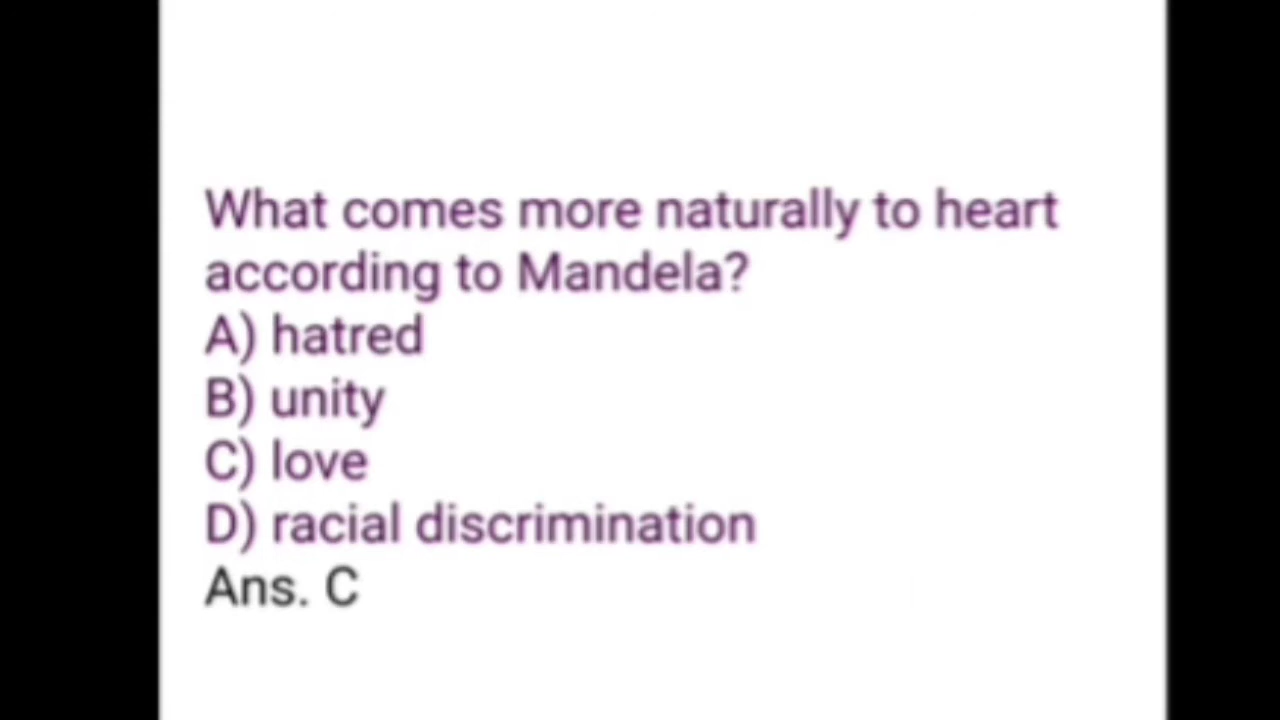 What comes more naturally to heart
according to Mandela?
A) hatred
B) unity
C) love
D) racial discrimination
Ans. C